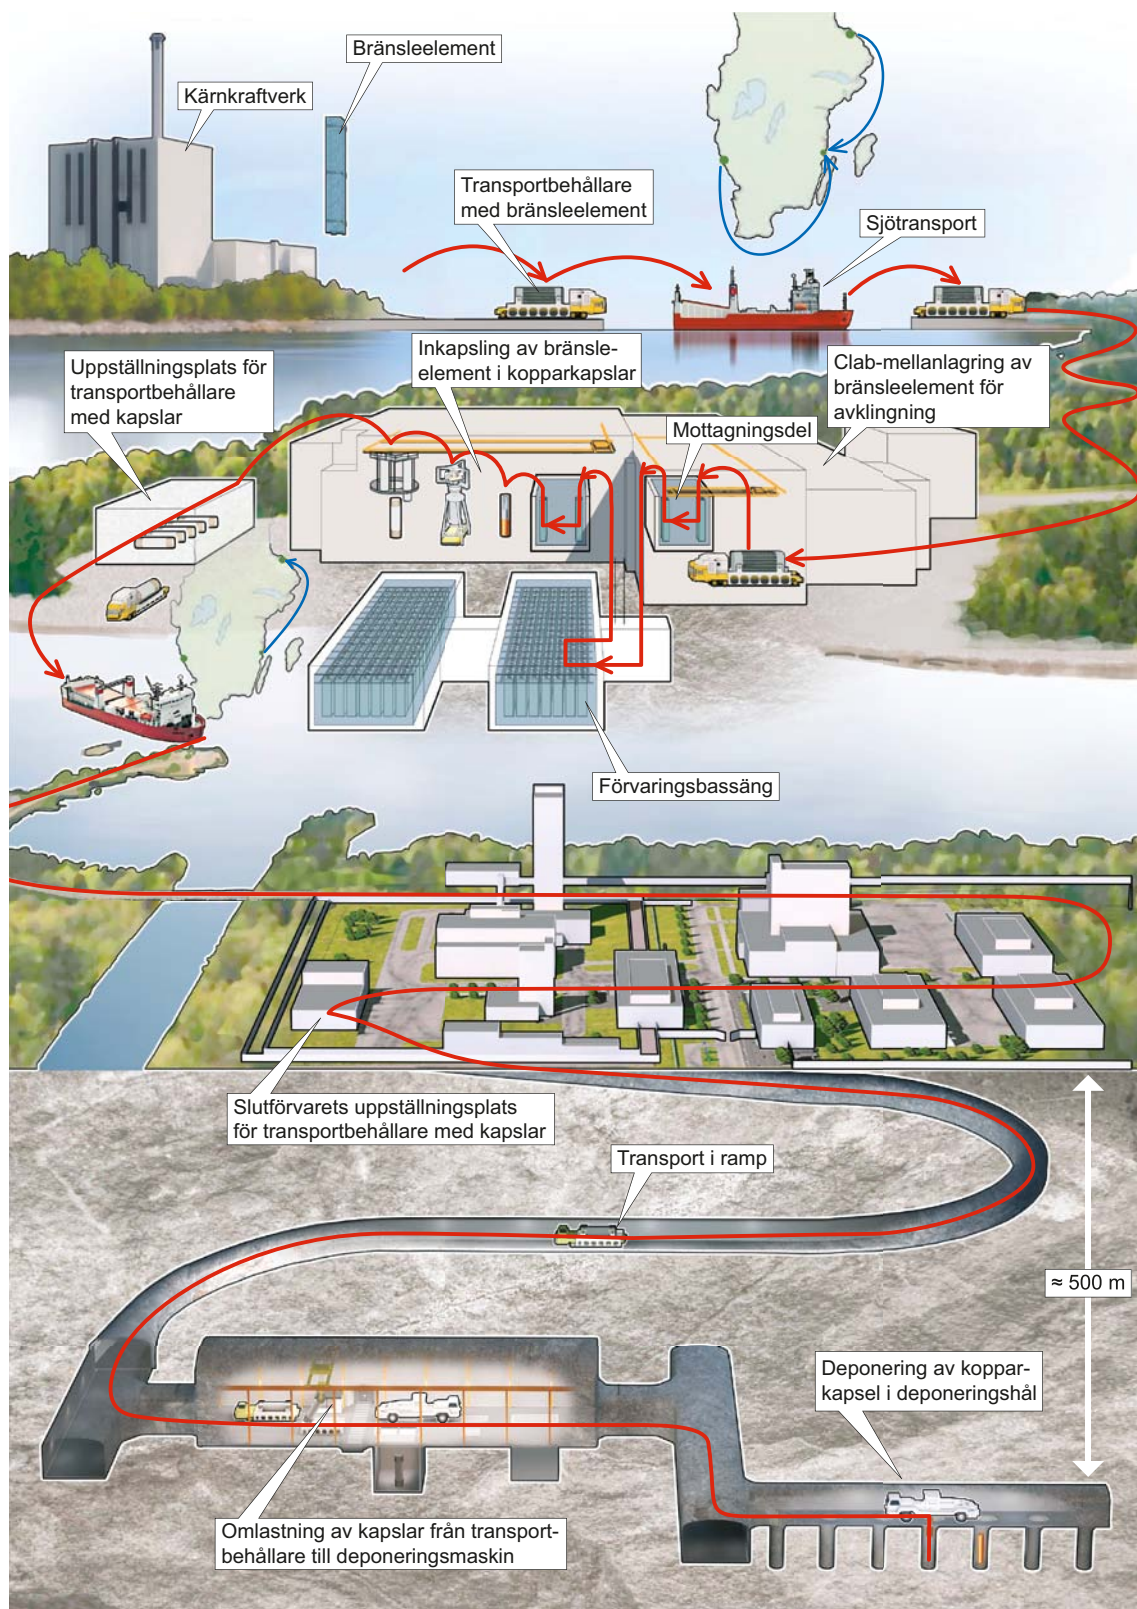 Bränsleelement
Kärnkraftverk
Transportbehållare
med bränsleelement
Sjötransport
Uppställningsplats för
transportbehållare
med kapslar
Inkapsling av bränsle-
element i kopparkapslar
Clab-mellanlagring av
bränsleelement för
avklingning
Mottagningsdel
Förvaringsbassäng
Slutförvarets uppställningsplats
för transportbehållare med kapslar
Transport i ramp
≈ 500 m
Deponering av koppar-
kapsel i deponeringshål
Omlastning av kapslar från transport-
behållare till deponeringsmaskin